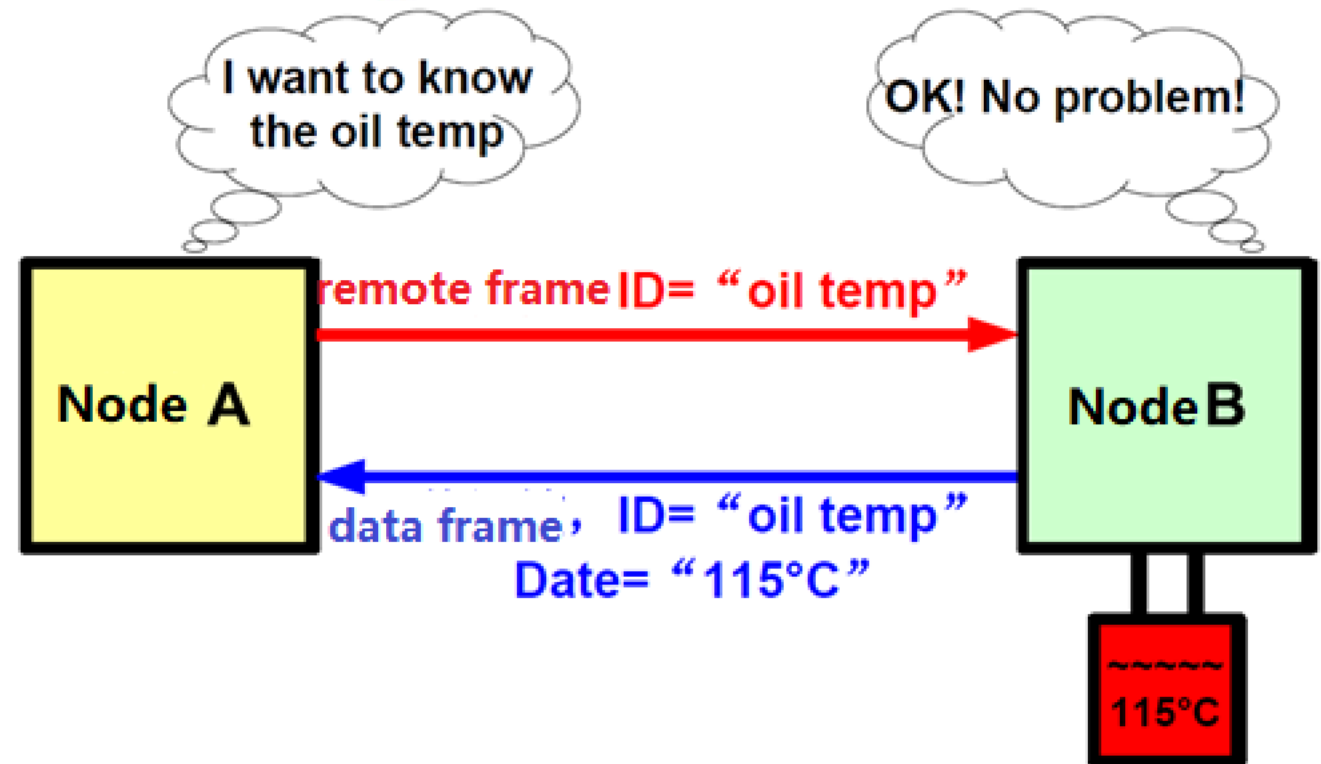 I want to know
the oil temp
OK! No problem!
remote frame ID= “oil temp”
Node A
Node B
data frame, ID= “oil temp”
Date= “115°C”
~~~~~
115°C